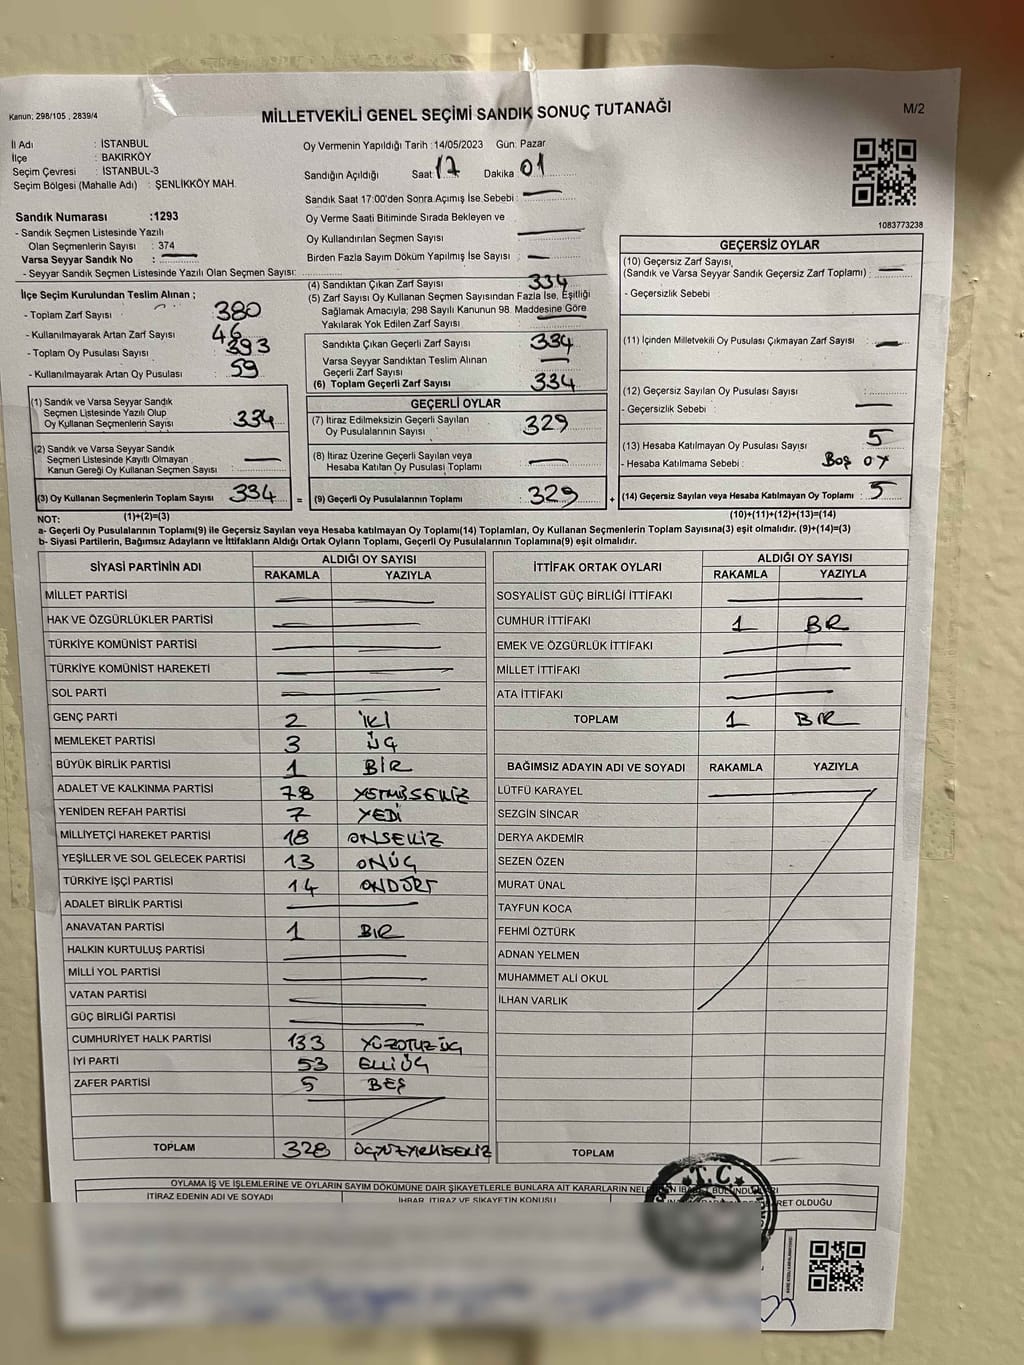 Kanun; 298/105 , 2839/4
MİLLETVEKİLİ GENEL SEÇİMİ SANDIK SONUÇ TUTANAĞI
M/2
İl Adı : İSTANBUL
İlçe : BAKIRKÖY
Seçim Çevresi : İSTANBUL-3
Seçim Bölgesi (Mahalle Adı) : ŞENLİKKÖY MAH.
Oy Vermenin Yapıldığı Tarih : 14/05/2023 Gün: Pazar
Sandığın Açıldığı Saat: 17 Dakika 01
Sandık Saat 17:00'den Sonra Açımış İse Sebebi :
Oy Verme Saati Bitiminde Sırada Bekleyen ve
Oy Kullandırılan Seçmen Sayısı
Birden Fazla Sayım Döküm Yapılmış İse Sayısı :
1083773238
Sandık Numarası :1293
- Sandık Seçmen Listesinde Yazılı
Olan Seçmenlerin Sayısı : 374
Varsa Seyyar Sandık No :
- Seyyar Sandık Seçmen Listesinde Yazılı Olan Seçmen Sayısı:
İlçe Seçim Kurulundan Teslim Alınan ;
- Toplam Zarf Sayısı 380
- Kullanılmayarak Artan Zarf Sayısı 46
- Toplam Oy Pusulası Sayısı 393
- Kullanılmayarak Artan Oy Pusulası 59
(1) Sandık ve Varsa Seyyar Sandık
Seçmen Listesinde Yazılı Olup
Oy Kullanan Seçmenlerin Sayısı 334
(2) Sandık ve Varsa Seyyar Sandık
Seçmen Listesinde Kayıtlı Olmayan
Kanun Gereği Oy Kullanan Seçmen Sayısı :
(3) Oy Kullanan Seçmenlerin Toplam Sayısı 334
(1)+(2)=(3)
(4) Sandıktan Çıkan Zarf Sayısı : 334
(5) Zarf Sayısı Oy Kullanan Seçmen Sayısından Fazla İse, Eşitliği
Sağlamak Amacıyla; 298 Sayılı Kanunun 98. Maddesine Göre
Yakılarak Yok Edilen Zarf Sayısı
Sandıkta Çıkan Geçerli Zarf Sayısı : 334
Varsa Seyyar Sandıktan Teslim Alınan
Geçerli Zarf Sayısı :
(6) Toplam Geçerli Zarf Sayısı : 334
GEÇERLİ OYLAR
(7) İtiraz Edilmeksizin Geçerli Sayılan
Oy Pusulalarının Sayısı : 329
(8) İtiraz Üzerine Geçerli Sayılan veya
Hesaba Katılan Oy Pusulası Toplamı :
= (9) Geçerli Oy Pusulalarının Toplamı : 329 +
GEÇERSİZ OYLAR
(10) Geçersiz Zarf Sayısı,
(Sandık ve Varsa Seyyar Sandık Geçersiz Zarf Toplamı) :
- Geçersizlik Sebebi :
(11) İçinden Milletvekili Oy Pusulası Çıkmayan Zarf Sayısı :
(12) Geçersiz Sayılan Oy Pusulası Sayısı :
- Geçersizlik Sebebi :
(13) Hesaba Katılmayan Oy Pusulası Sayısı : 5
- Hesaba Katılmama Sebebi : Boş oy
(14) Geçersiz Sayılan veya Hesaba Katılmayan Oy Toplamı : 5
(10)+(11)+(12)+(13)=(14)
NOT:
a- Geçerli Oy Pusulalarının Toplamı(9) ile Geçersiz Sayılan veya Hesaba katılmayan Oy Toplamı(14) Toplamları, Oy Kullanan Seçmenlerin Toplam Sayısına(3) eşit olmalıdır. (9)+(14)=(3)
b- Siyasi Partilerin, Bağımsız Adayların ve İttifakların Aldığı Ortak Oyların Toplamı, Geçerli Oy Pusulalarının Toplamına(9) eşit olmalıdır.
SİYASİ PARTİNİN ADI ALDIĞI OY SAYISI
RAKAMLA YAZIYLA
MİLLET PARTİSİ
HAK VE ÖZGÜRLÜKLER PARTİSİ
TÜRKİYE KOMÜNİST PARTİSİ
TÜRKİYE KOMÜNİST HAREKETİ
SOL PARTİ
GENÇ PARTİ 2 İKİ
MEMLEKET PARTİSİ 3 ÜÇ
BÜYÜK BİRLİK PARTİSİ 1 BİR
ADALET VE KALKINMA PARTİSİ 78 YETMİŞSEKİZ
YENİDEN REFAH PARTİSİ 7 YEDİ
MİLLİYETÇİ HAREKET PARTİSİ 18 ONSEKİZ
YEŞİLLER VE SOL GELECEK PARTİSİ 13 ONÜÇ
TÜRKİYE İŞÇİ PARTİSİ 14 ONDÖRT
ADALET BİRLİK PARTİSİ
ANAVATAN PARTİSİ 1 BIR
HALKIN KURTULUŞ PARTİSİ
MİLLİ YOL PARTİSİ
VATAN PARTİSİ
GÜÇ BİRLİĞİ PARTİSİ
CUMHURİYET HALK PARTİSİ 133 YÜZOTUZÜÇ
İYİ PARTİ 53 ELLİÜÇ
ZAFER PARTİSİ 5 BEŞ
TOPLAM 328 ÜÇYÜZYİRMİSEKİZ
İTTİFAK ORTAK OYLARI ALDIĞI OY SAYISI
RAKAMLA YAZIYLA
SOSYALİST GÜÇ BİRLİĞİ İTTİFAKI
CUMHUR İTTİFAKI 1 BİR
EMEK VE ÖZGÜRLÜK İTTİFAKI
MİLLET İTTİFAKI
ATA İTTİFAKI
TOPLAM 1 BIR
BAĞIMSIZ ADAYIN ADI VE SOYADI RAKAMLA YAZIYLA
LÜTFÜ KARAYEL
SEZGİN SİNCAR
DERYA AKDEMİR
SEZEN ÖZEN
MURAT ÜNAL
TAYFUN KOCA
FEHMİ ÖZTÜRK
ADNAN YELMEN
MUHAMMET ALİ OKUL
İLHAN VARLIK
TOPLAM
OYLAMA İŞ VE İŞLEMLERİNE VE OYLARIN SAYIM DÖKÜMÜNE DAİR ŞİKAYETLERLE BUNLARA AİT KARARLARIN
İTİRAZ EDENİN ADI VE SOYADI İHBAR, İTİRAZ VE ŞİKAYETİN KONUSU OLDUĞU
T.C.